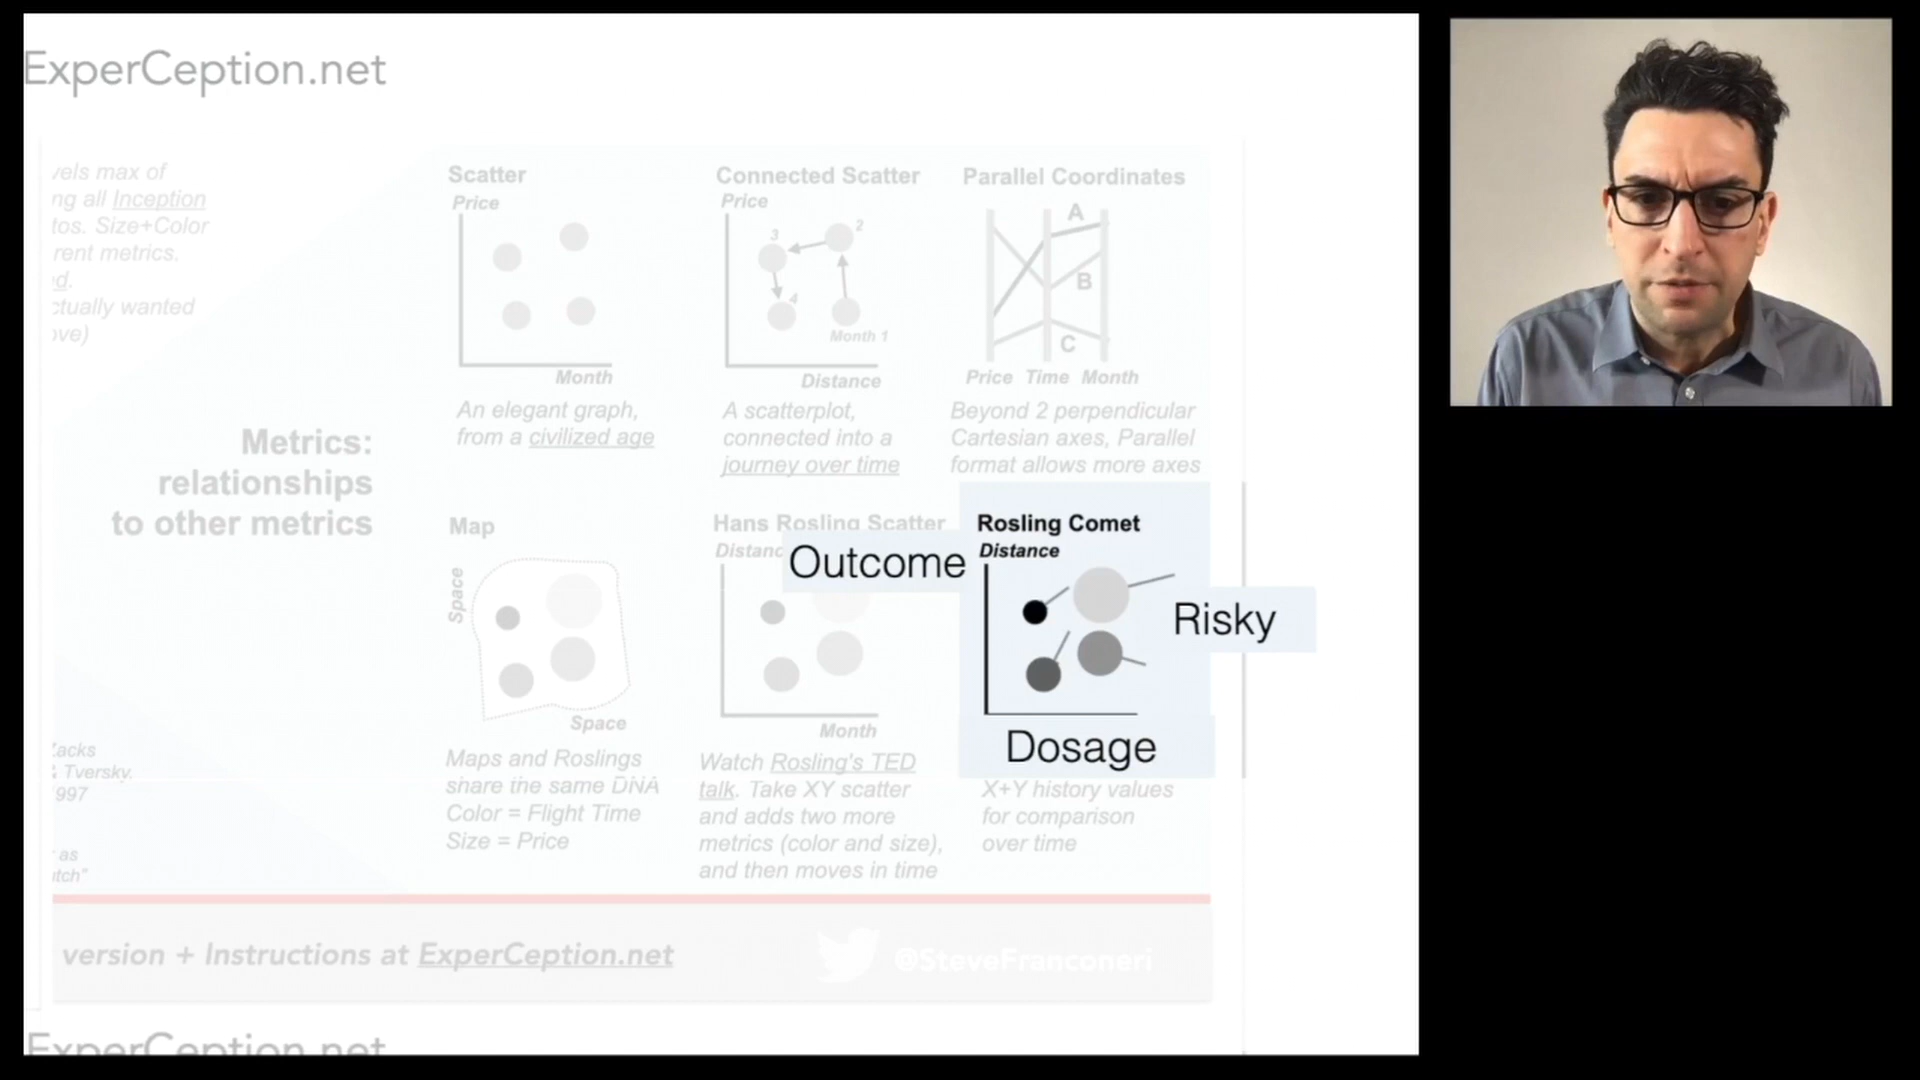 ExperCeption.net
vels max of
ng all Inception
tos. Size+Color
rent metrics.
d.
ctually wanted
ove)
Metrics:
relationships
to other metrics
Zacks
& Tversky.
997
as
tch"
Scatter
Price
Month
An elegant graph,
from a civilized age
Connected Scatter
Price
3
2
4
Month 1
Distance
A scatterplot,
connected into a
journey over time
Parallel Coordinates
A
B
C
Price Time Month
Beyond 2 perpendicular
Cartesian axes, Parallel
format allows more axes
Map
Space
Space
Maps and Roslings
share the same DNA
Color = Flight Time
Size = Price
Hans Rosling Scatter
Distanc
Month
Watch Rosling's TED
talk. Take XY scatter
and adds two more
metrics (color and size),
and then moves in time
Outcome
Rosling Comet
Distance
Risky
Dosage
X+Y history values
for comparison
over time
version + Instructions at ExperCeption.net
@SteveFranconeri
ExperCeption.net